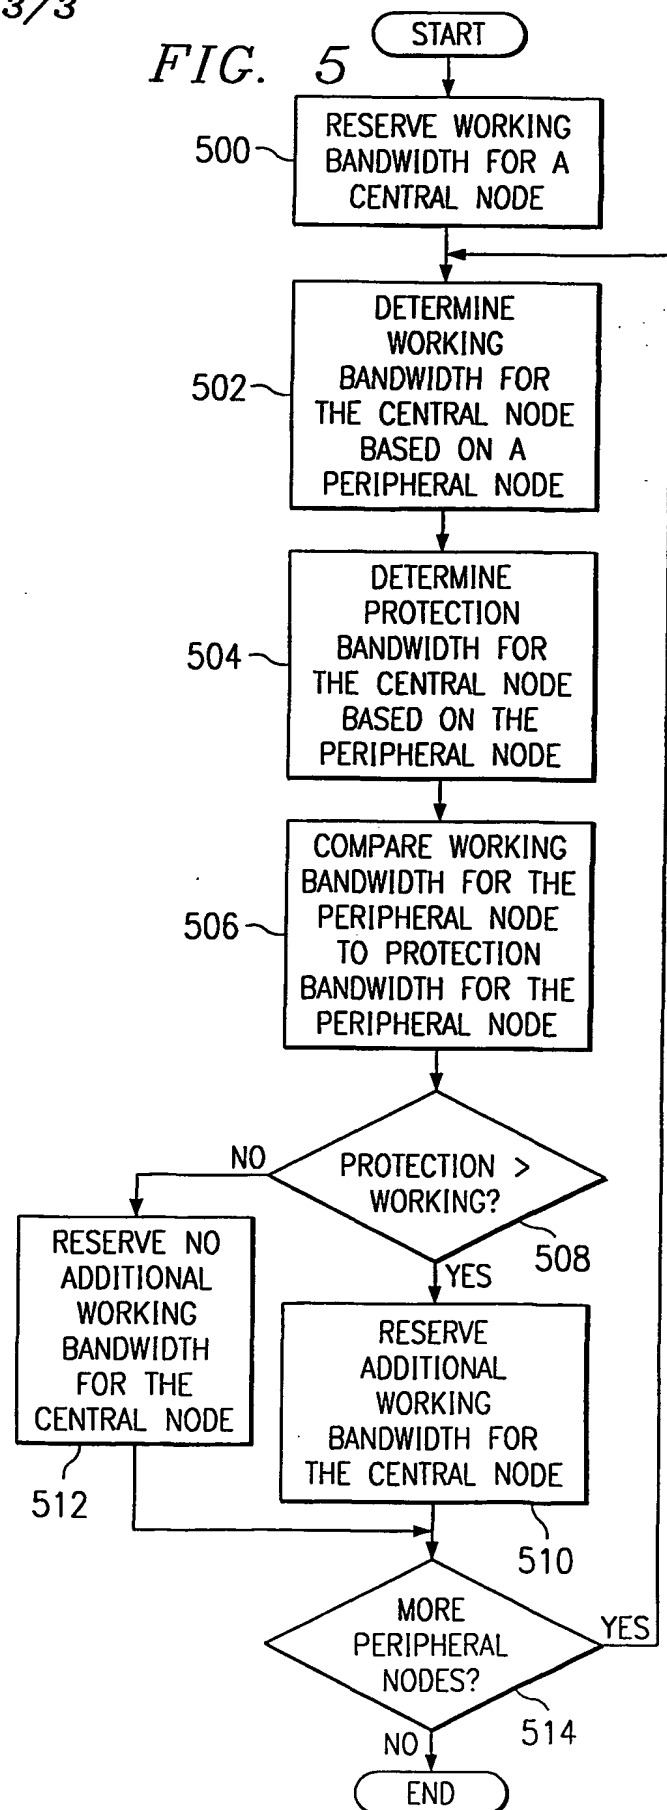 3/3
FIG. 5
START
500
RESERVE WORKING
BANDWIDTH FOR A
CENTRAL NODE
502
DETERMINE
WORKING
BANDWIDTH FOR
THE CENTRAL NODE
BASED ON A
PERIPHERAL NODE
504
DETERMINE
PROTECTION
BANDWIDTH FOR
THE CENTRAL NODE
BASED ON THE
PERIPHERAL NODE
506
COMPARE WORKING
BANDWIDTH FOR THE
PERIPHERAL NODE
TO PROTECTION
BANDWIDTH FOR THE
PERIPHERAL NODE
NO
PROTECTION >
WORKING?
508
YES
RESERVE NO
ADDITIONAL
WORKING
BANDWIDTH
FOR THE
CENTRAL NODE
512
RESERVE
ADDITIONAL
WORKING
BANDWIDTH FOR
THE CENTRAL NODE
510
MORE
PERIPHERAL
NODES?
YES
514
NO
END